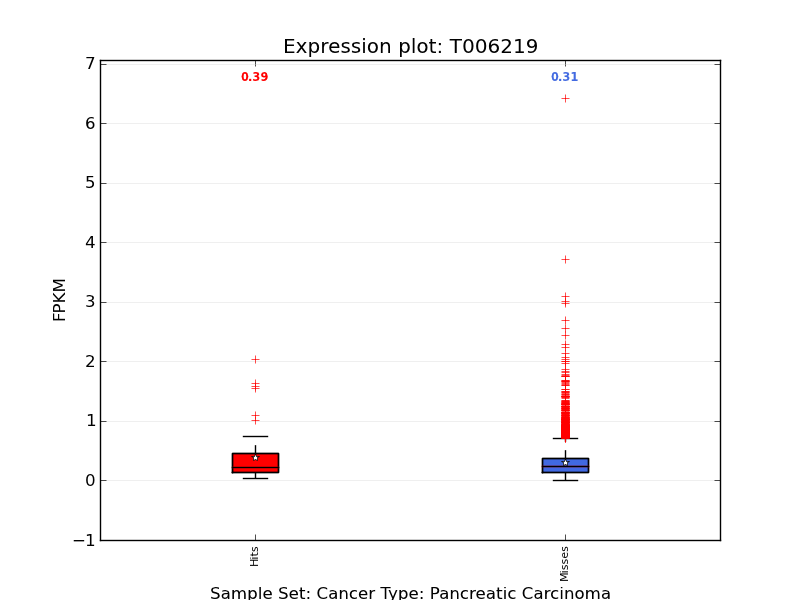 Expression plot: T006219
0.39
0.31
7
6
5
4
3
2
1
0
−1
FPKM
Hits
Misses
Sample Set: Cancer Type: Pancreatic Carcinoma